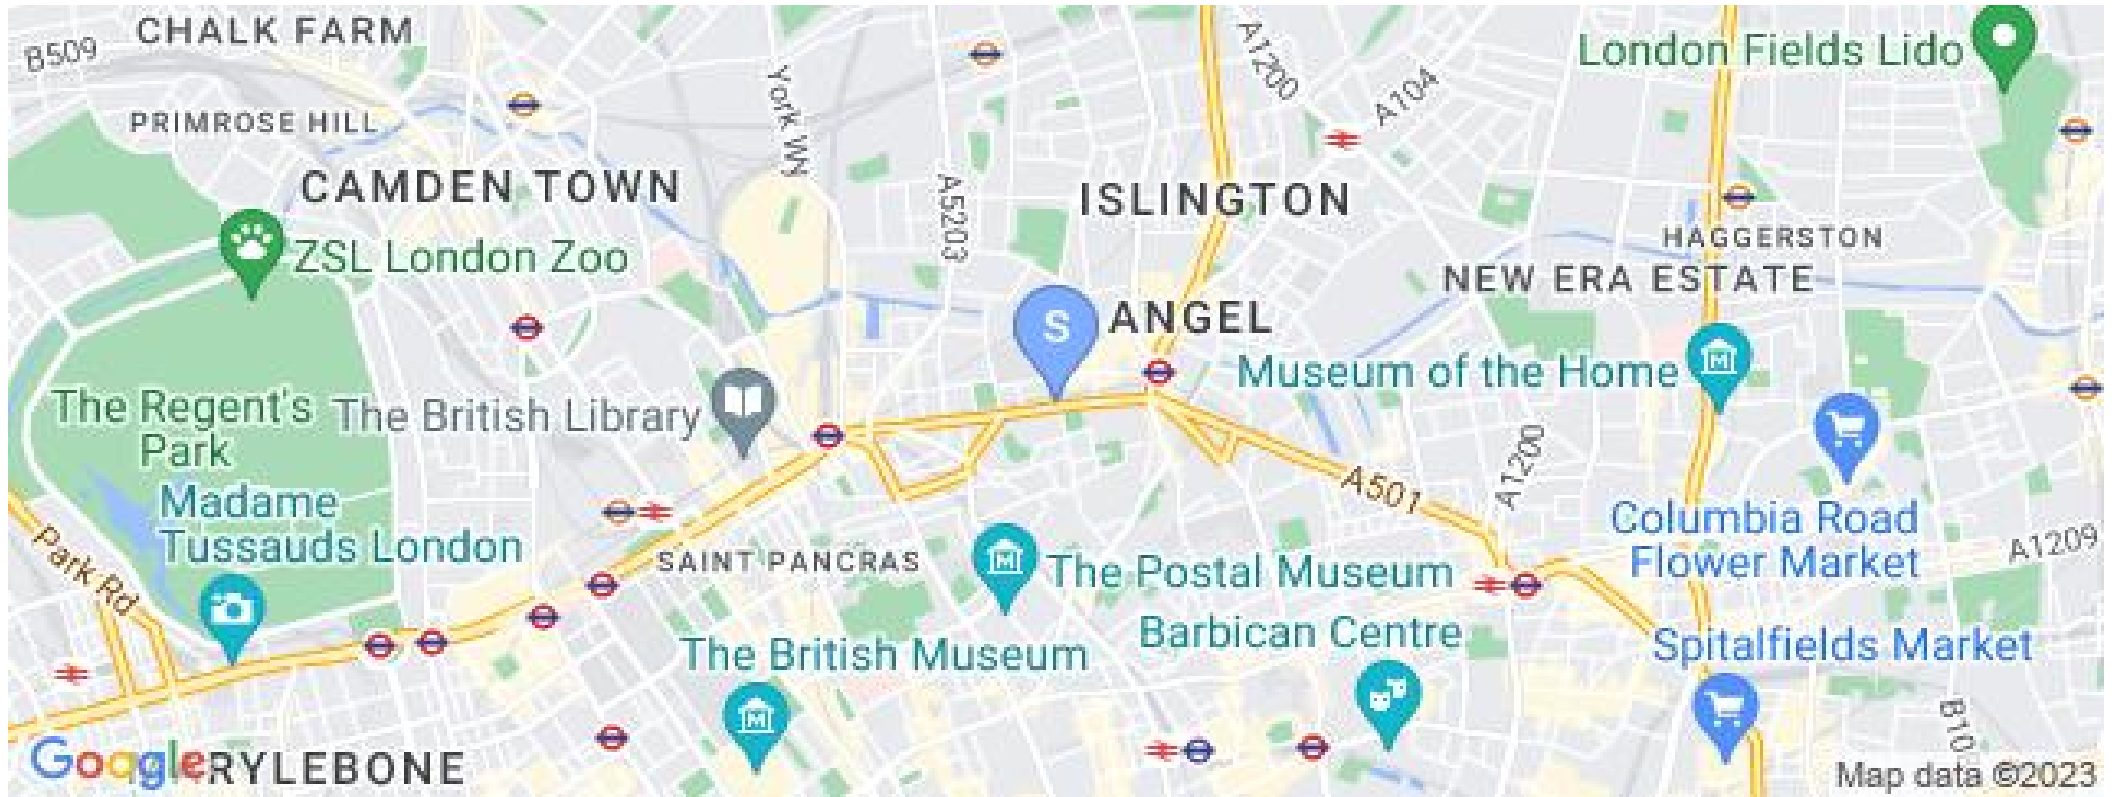 CHALK FARM
B509
PRIMROSE HILL
CAMDEN TOWN
ZSL London Zoo
York Wy
A5203
A1200
A104
ISLINGTON
London Fields Lido
HAGGERSTON
NEW ERA ESTATE
S
ANGEL
Museum of the Home
The Regent's
Park
The British Library
Madame
Tussauds London
Park Rd
SAINT PANCRAS
A501
A1200
Columbia Road
Flower Market
A1209
The Postal Museum
Barbican Centre
The British Museum
Spitalfields Market
B10
Google
RYLEBONE
Map data ©2023